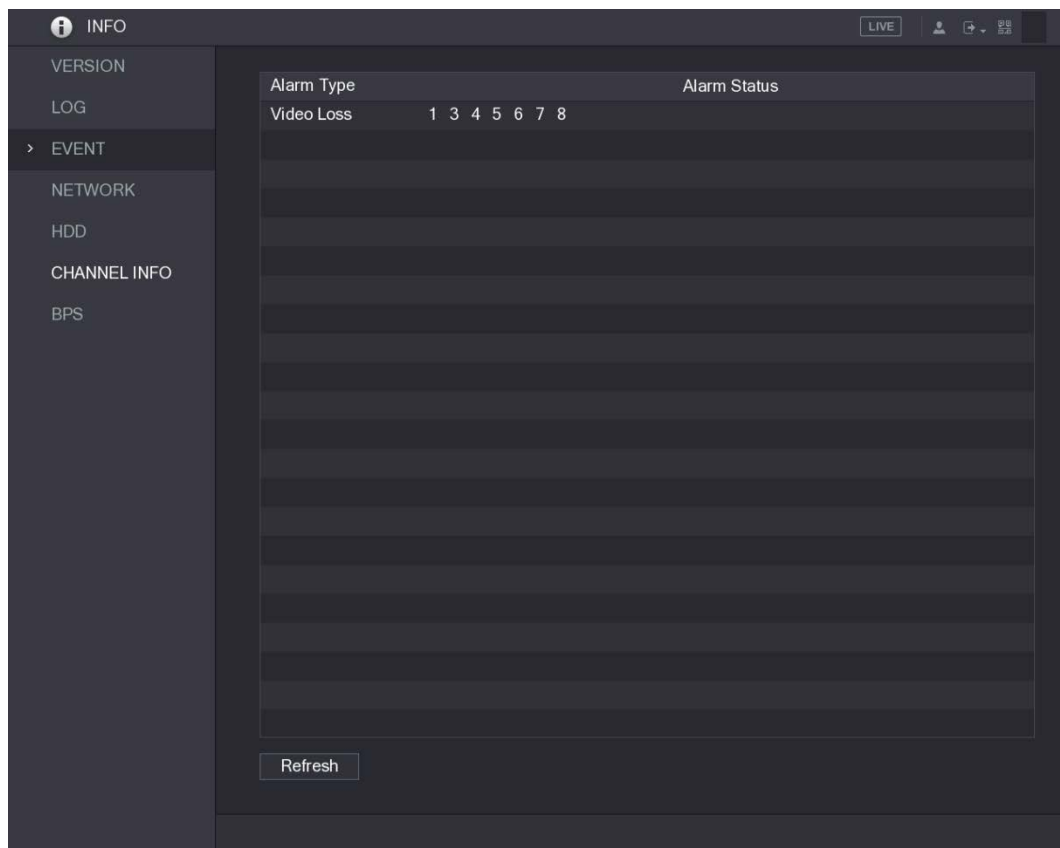 INFO
LIVE
VERSION
LOG
> EVENT
NETWORK
HDD
CHANNEL INFO
BPS
Alarm Type Alarm Status
Video Loss 1 3 4 5 6 7 8
Refresh